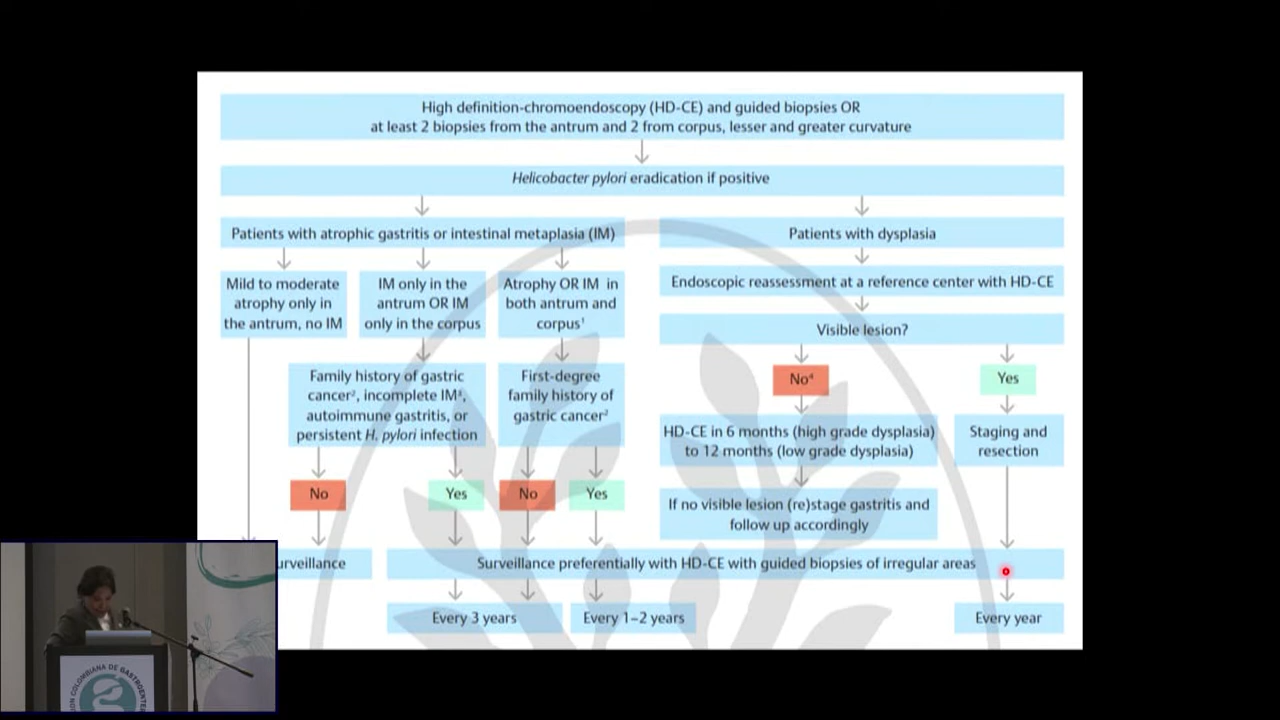 High definition-chromoendoscopy (HD-CE) and guided biopsies OR
at least 2 biopsies from the antrum and 2 from corpus, lesser and greater curvature
Helicobacter pylori eradication if positive
Patients with atrophic gastritis or intestinal metaplasia (IM)
Patients with dysplasia
Mild to moderate
atrophy only in
the antrum, no IM
IM only in the
antrum OR IM
only in the corpus
Atrophy OR IM in
both antrum and
corpus¹
Endoscopic reassessment at a reference center with HD-CE
Visible lesion?
Family history of gastric
cancer², incomplete IM³,
autoimmune gastritis, or
persistent H. pylori infection
First-degree
family history of
gastric cancer²
No⁴
Yes
HD-CE in 6 months (high grade dysplasia)
to 12 months (low grade dysplasia)
Staging and
resection
No
Yes
No
Yes
If no visible lesion (re)stage gastritis and
follow up accordingly
urveillance
Surveillance preferentially with HD-CE with guided biopsies of irregular areas
Every 3 years
Every 1–2 years
Every year
COLOMBIANA DE GASTROENTER